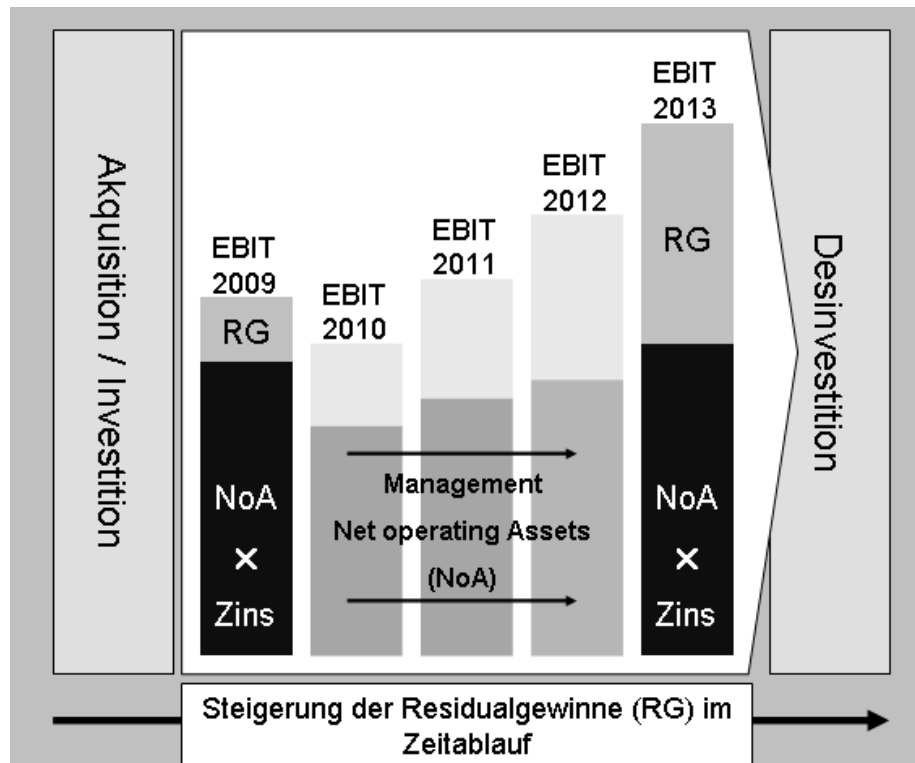 Akquisition / Investition
EBIT
2009
RG
NoA
×
Zins
EBIT
2010
EBIT
2011
EBIT
2012
EBIT
2013
RG
NoA
×
Zins
Management
Net operating Assets
(NoA)
Desinvestition
Steigerung der Residualgewinne (RG) im
Zeitablauf